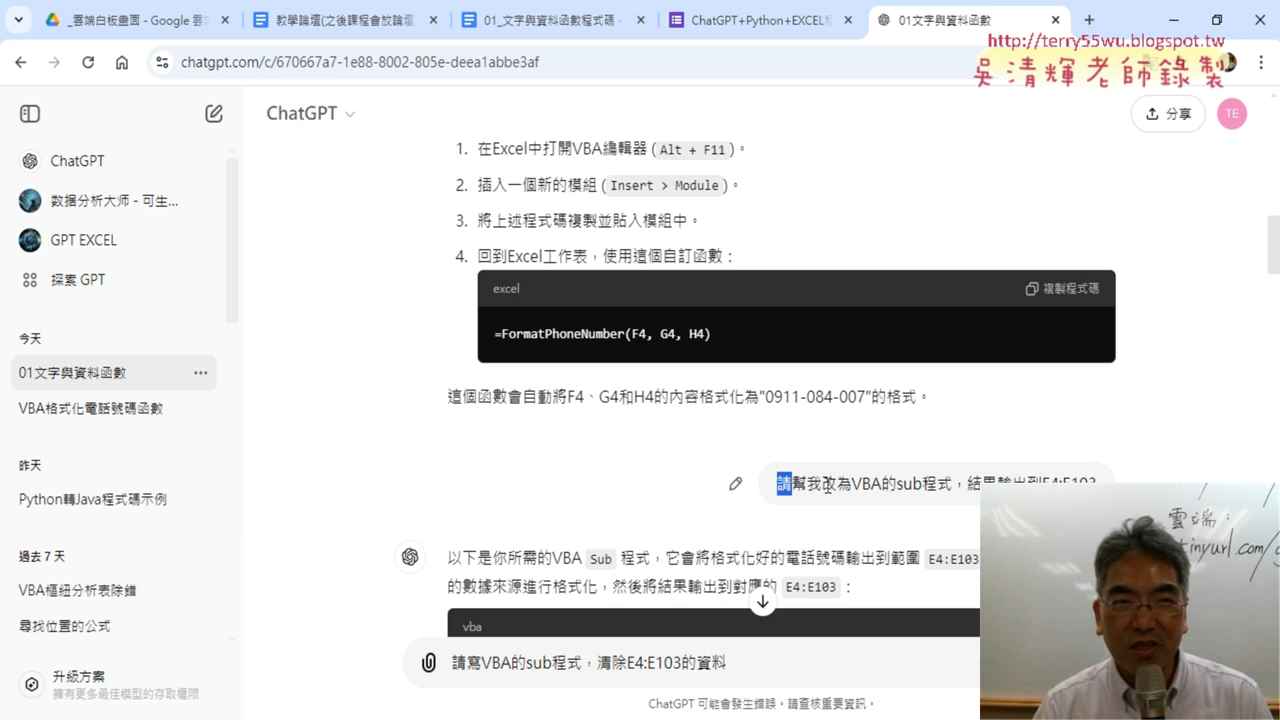 _雲端白板畫面 - Google 雲
教學論壇(之後課程會放論壇
01_文字與資料函數程式碼 -
ChatGPT+Python+EXCEL
01文字與資料函數
http://terry55wu.blogspot.tw
chatgpt.com/c/670667a7-1e88-8002-805e-deea1abbe3af
吳清輝老師錄製
ChatGPT
分享
TE
ChatGPT
数据分析大师 - 可生...
GPT EXCEL
探索 GPT
今天
01文字與資料函數
VBA格式化電話號碼函數
昨天
Python轉Java程式碼示例
過去 7 天
VBA樞紐分析表除錯
尋找位置的公式
升級方案
擁有更多最佳模型的存取權限
1. 在Excel中打開VBA編輯器 (Alt + F11)。
2. 插入一個新的模組 (Insert > Module)。
3. 將上述程式碼複製並貼入模組中。
4. 回到Excel工作表，使用這個自訂函數：
excel
複製程式碼
=FormatPhoneNumber(F4, G4, H4)
這個函數會自動將F4、G4和H4的內容格式化為"0911-084-007"的格式。
請幫我改為VBA的sub程式，結果輸出到E4:E103
以下是你所需的VBA Sub 程式，它會將格式化好的電話號碼輸出到範圍 E4:E103
的數據來源進行格式化，然後將結果輸出到對應的 E4:E103：
vba
請寫VBA的sub程式，清除E4:E103的資料
ChatGPT 可能會發生錯誤。請查核重要資訊。
雲端：
tinyurl.com/